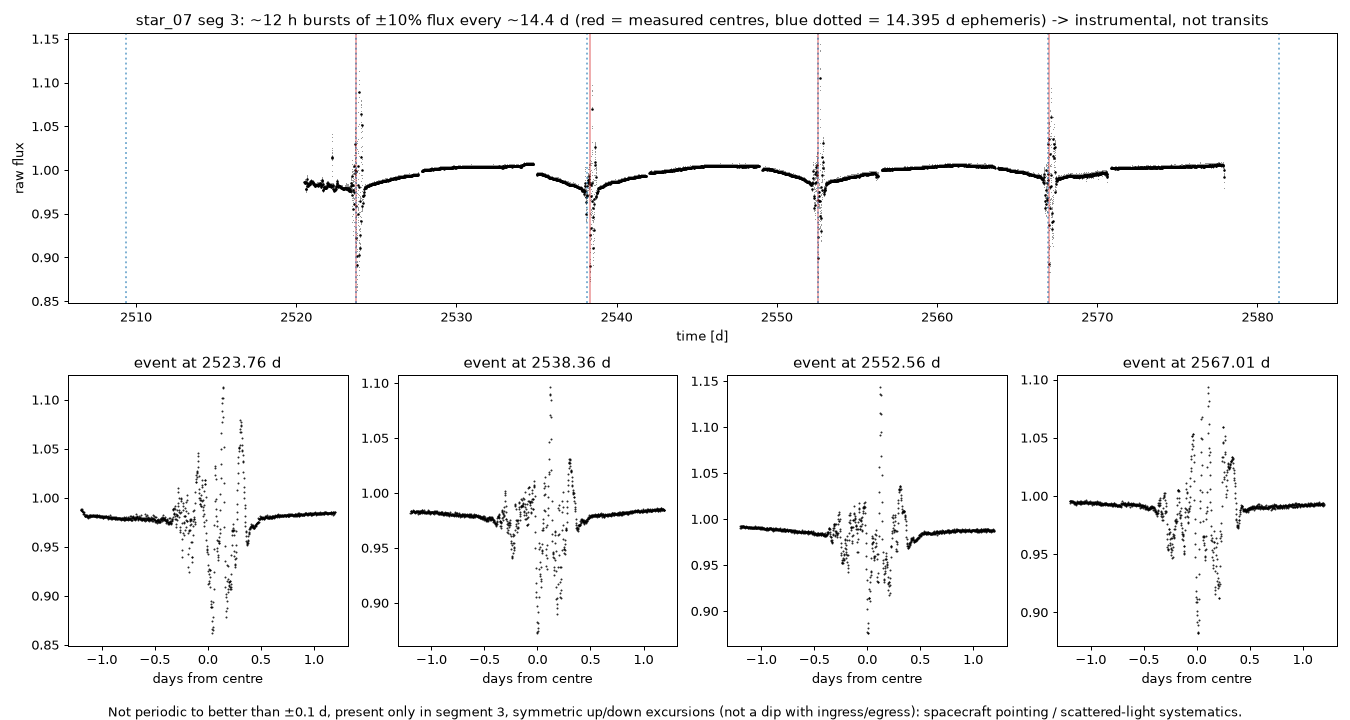 star_07 seg 3: ~12 h bursts of ±10% flux every ~14.4 d (red = measured centres, blue dotted = 14.395 d ephemeris) -> instrumental, not transits
1.15
1.10
1.05
1.00
0.95
0.90
0.85
raw flux
2510 2520 2530 2540 2550 2560 2570 2580
time [d]
event at 2523.76 d
1.10
1.05
1.00
0.95
0.90
0.85
−1.0 −0.5 0.0 0.5 1.0
days from centre
event at 2538.36 d
1.10
1.05
1.00
0.95
0.90
−1.0 −0.5 0.0 0.5 1.0
days from centre
event at 2552.56 d
1.15
1.10
1.05
1.00
0.95
0.90
−1.0 −0.5 0.0 0.5 1.0
days from centre
event at 2567.01 d
1.10
1.05
1.00
0.95
0.90
−1.0 −0.5 0.0 0.5 1.0
days from centre
Not periodic to better than ±0.1 d, present only in segment 3, symmetric up/down excursions (not a dip with ingress/egress): spacecraft pointing / scattered-light systematics.